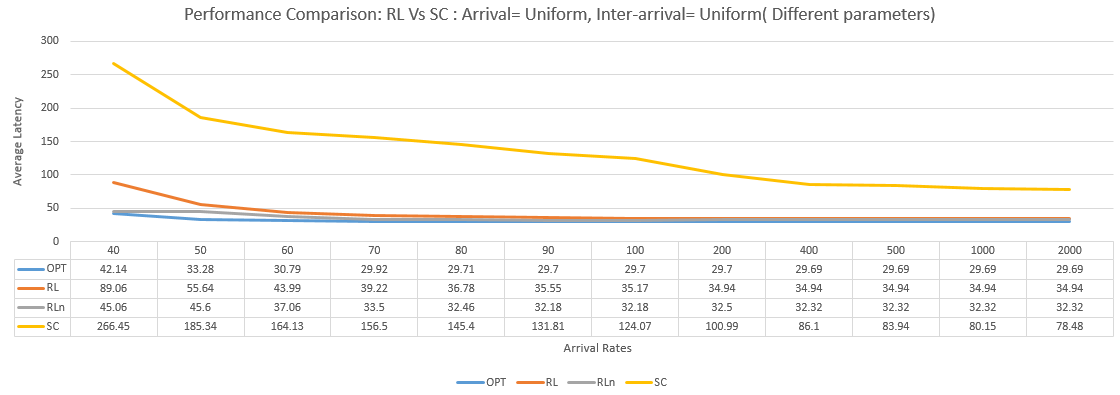 Performance Comparison: RL Vs SC : Arrival= Uniform, Inter-arrival= Uniform( Different parameters)
300
250
200
150
100
50
0
Average Latency
40 50 60 70 80 90 100 200 400 500 1000 2000
OPT 42.14 33.28 30.79 29.92 29.71 29.7 29.7 29.7 29.69 29.69 29.69 29.69
RL 89.06 55.64 43.99 39.22 36.78 35.55 35.17 34.94 34.94 34.94 34.94 34.94
RLn 45.06 45.6 37.06 33.5 32.46 32.18 32.18 32.5 32.32 32.32 32.32 32.32
SC 266.45 185.34 164.13 156.5 145.4 131.81 124.07 100.99 86.1 83.94 80.15 78.48
Arrival Rates
OPT RL RLn SC